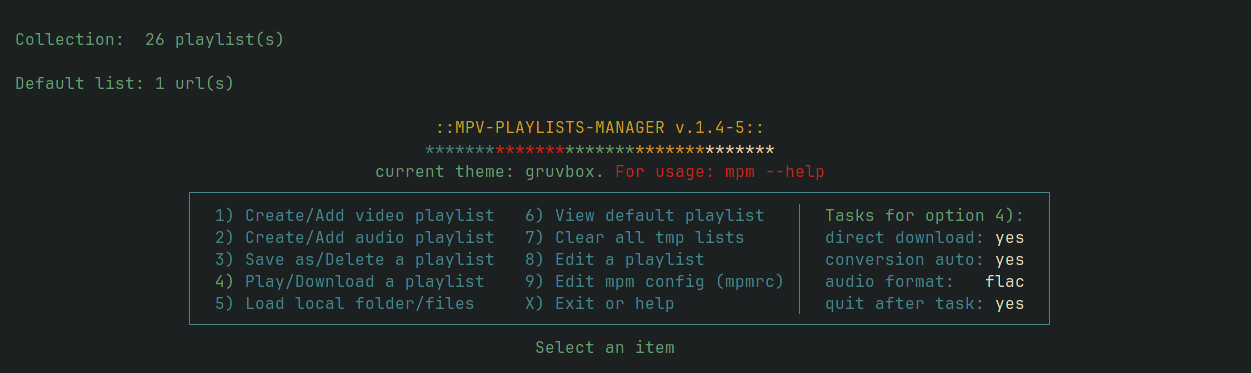 Collection:  26 playlist(s)
Default list: 1 url(s)
::MPV-PLAYLISTS-MANAGER v.1.4-5::
***********************************
current theme: gruvbox. For usage: mpm --help
1) Create/Add video playlist   6) View default playlist   Tasks for option 4):
2) Create/Add audio playlist   7) Clear all tmp lists   direct download: yes
3) Save as/Delete a playlist   8) Edit a playlist   conversion auto: yes
4) Play/Download a playlist   9) Edit mpm config (mpmrc)   audio format:   flac
5) Load local folder/files   X) Exit or help   quit after task: yes
Select an item